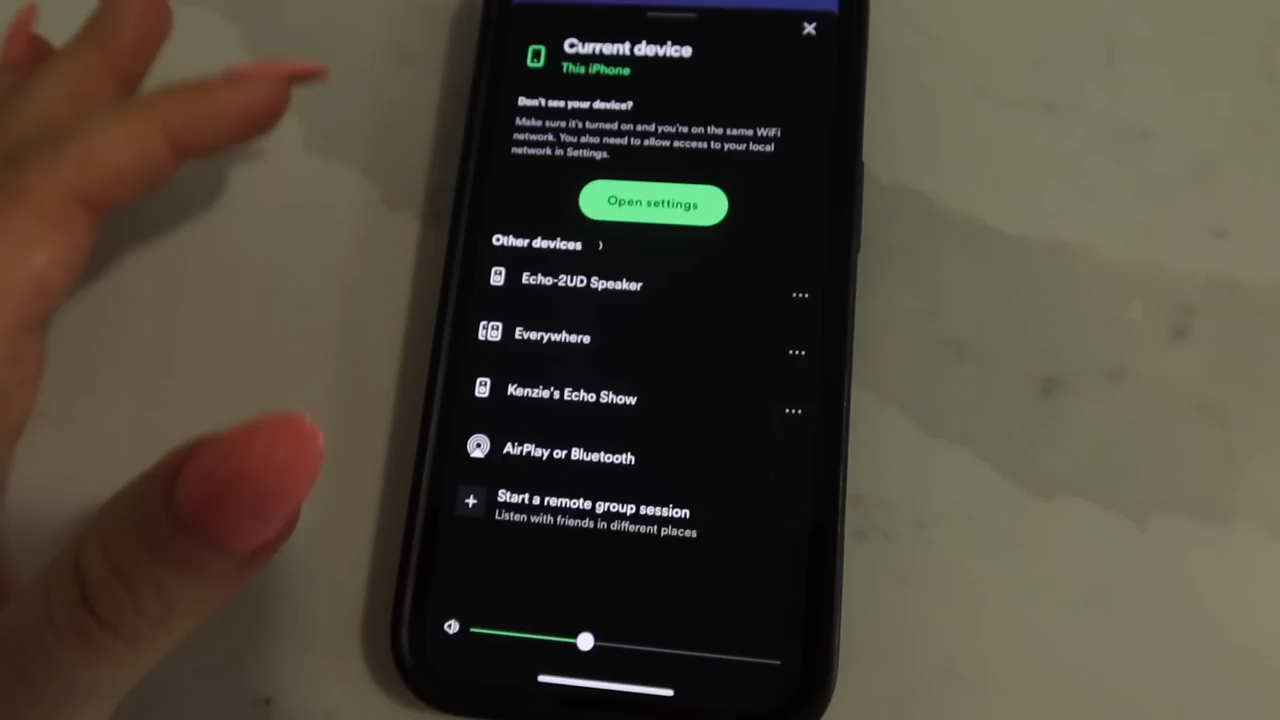 Current device
This iPhone
Don't see your device?
Make sure it's turned on and you're on the same WiFi
network. You also need to allow access to your local
network in Settings.
Open settings
Other devices
Echo-2UD Speaker
Everywhere
Kenzie's Echo Show
AirPlay or Bluetooth
Start a remote group session
Listen with friends in different places